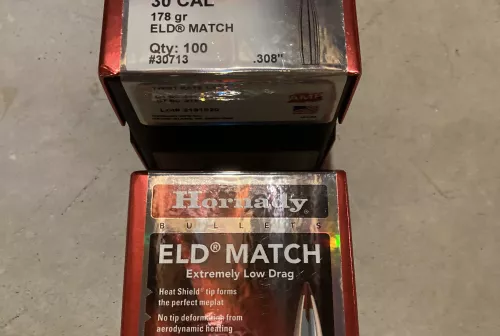 30 CAL
178 gr
ELD® MATCH
Qty: 100
#30713 .308"
AMP
Hornady®
BULLETS
ELD® MATCH
Extremely Low Drag
Heat Shield® tip forms
the perfect meplat
No tip deformation from
aerodynamic heating